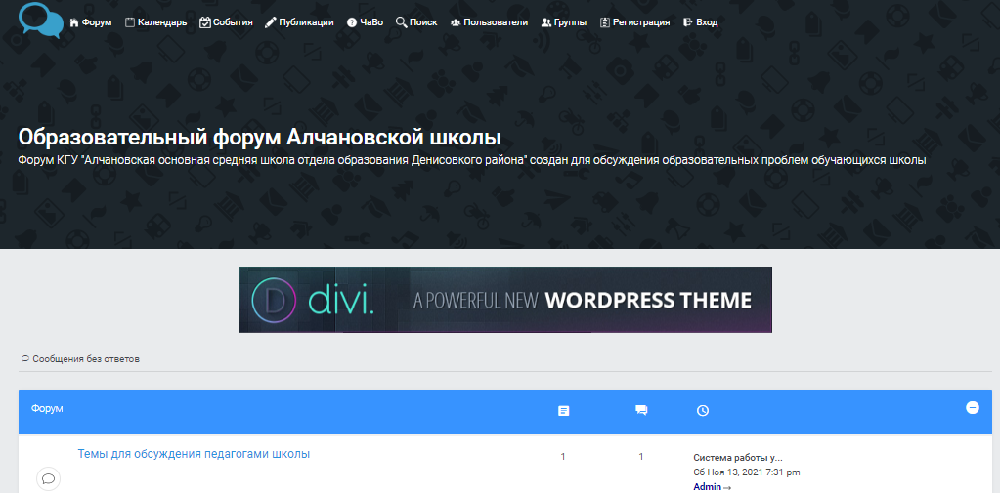 Форум Календарь События Публикации ЧаВо Поиск Пользователи Группы Регистрация Вход
Образовательный форум Алчановской школы
Форум КГУ "Алчановская основная средняя школа отдела образования Денисовкого района" создан для обсуждения образовательных проблем обучающихся школы
D divi. A POWERFUL NEW WORDPRESS THEME
Сообщения без ответов
Форум
Темы для обсуждения педагогами школы 1 1 Система работы у...
Сб Ноя 13, 2021 7:31 pm
Admin